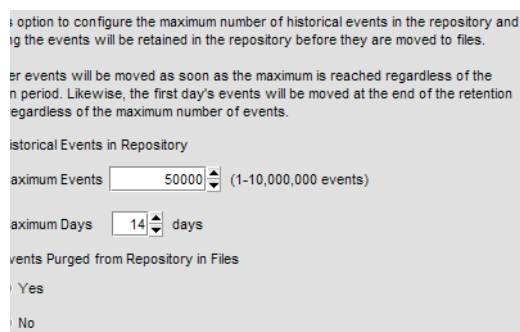 s option to configure the maximum number of historical events in the repository and
ng the events will be retained in the repository before they are moved to files.
er events will be moved as soon as the maximum is reached regardless of the
n period. Likewise, the first day's events will be moved at the end of the retention
regardless of the maximum number of events.
istorical Events in Repository
aximum Events 50000 (1-10,000,000 events)
aximum Days 14 days
vents Purged from Repository in Files
Yes
No